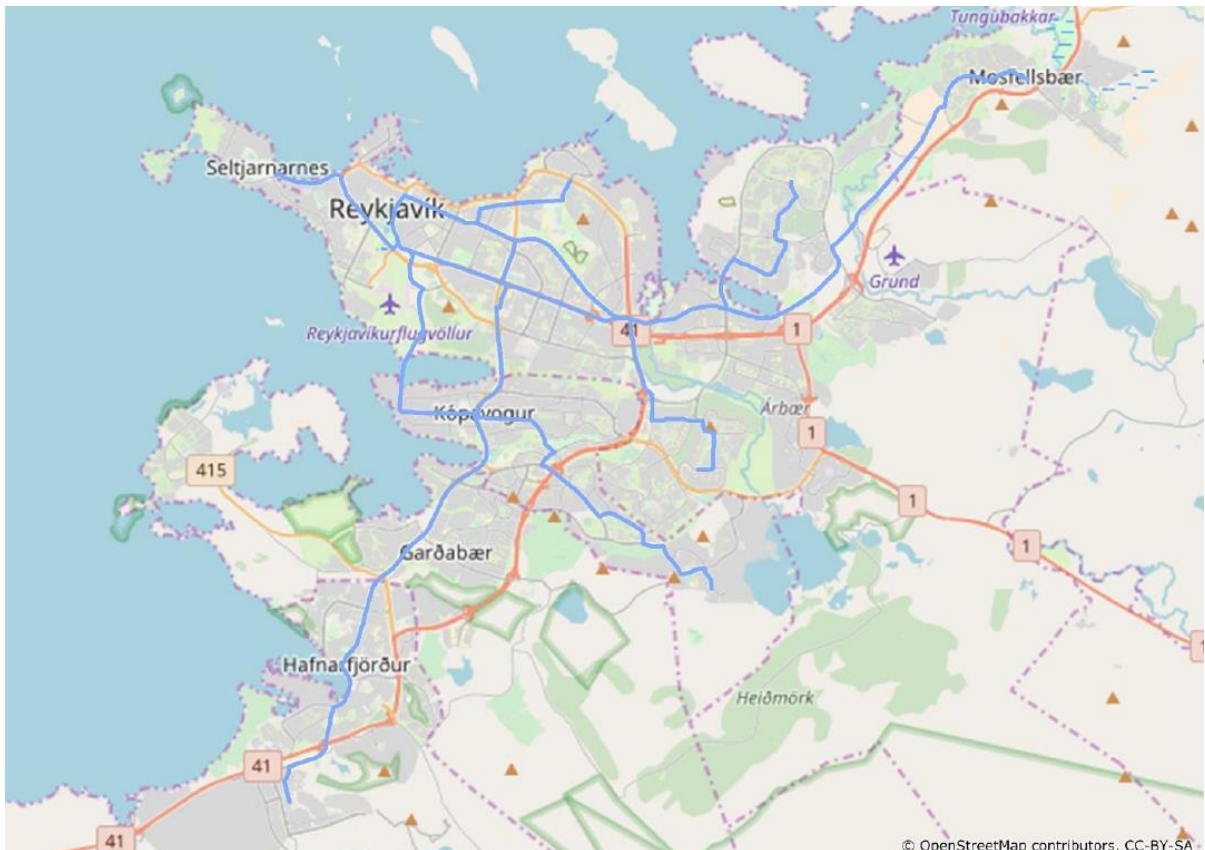 Tungubakkar
Mosfellsbær
Seltjarnarnes
Reykjavík
Grund
Reykjavíkurflugvöllur
41
1
Kópavogur
Árbær
1
415
1
1
Garðabær
1
Hafnarfjörður
Heiðmörk
41
41
© OpenStreetMap contributors, CC-BY-SA